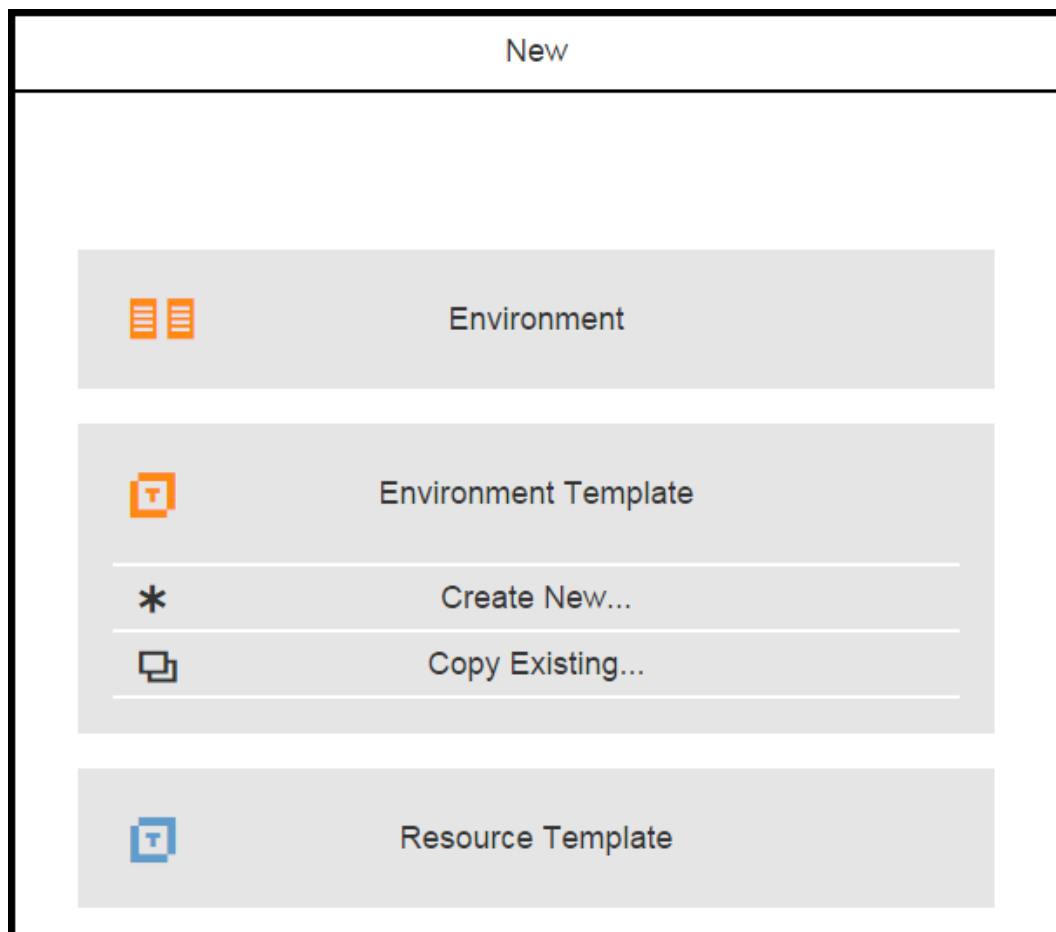 New
Environment
T
Environment Template
Create New...
Copy Existing...
T
Resource Template